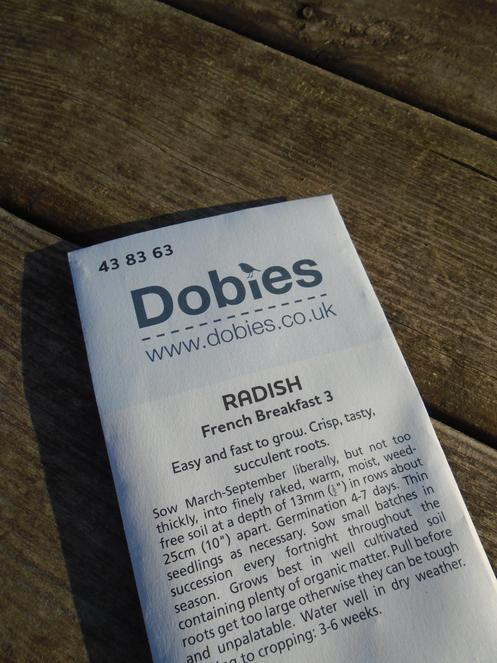 43 83 63
Dobies
www.dobies.co.uk
RADISH
French Breakfast 3
Easy and fast to grow. Crisp, tasky,
succulent roots.
Sow March-September liberally, but not too
thickly, into finely raked, warm, moist, weed-
free soil at a depth of 13mm (½") in rows about
25cm (10") apart. Germination 4-7 days. Thin
seedlings as necessary. Sow small batches in
succession every fortnight throughout the
season. Grows best in well cultivated soil
containing plenty of organic matter. Pull before
roots get too large otherwise they can be tough
and unpalatable. Water well in dry weather.
to cropping: 3-6 weeks.